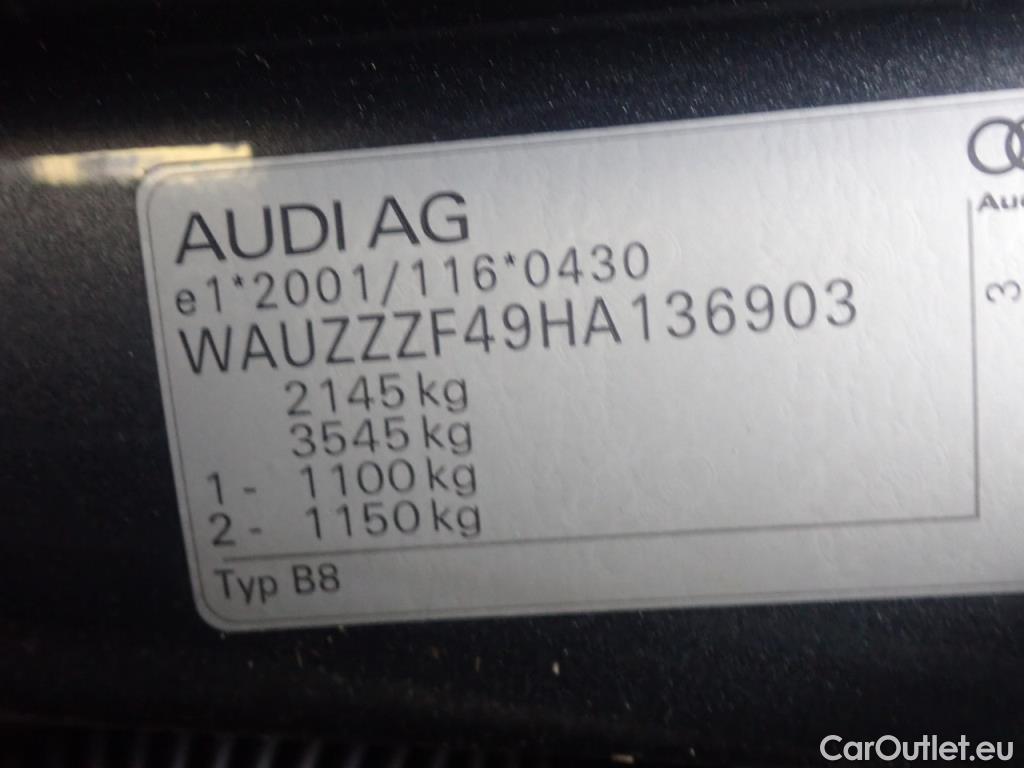 AUDI AG
e1*2001/116*0430
WAUZZZF49HA136903
2145 kg
3545 kg
1 - 1100 kg
2 - 1150 kg
Typ B8
3
CarOutlet.eu